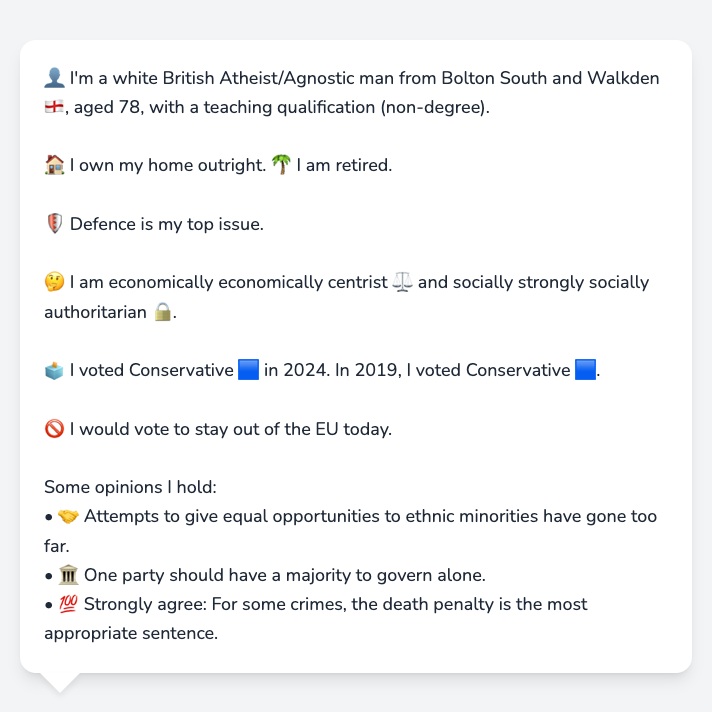 👤 I'm a white British Atheist/Agnostic man from Bolton South and Walkden
🏴󠁧󠁢󠁥󠁮󠁧󠁿, aged 78, with a teaching qualification (non-degree).
🏠 I own my home outright. 🌴 I am retired.
🛡️ Defence is my top issue.
🤔 I am economically economically centrist ⚖️ and socially strongly socially
authoritarian 🔒.
🗳️ I voted Conservative 🟦 in 2024. In 2019, I voted Conservative 🟦.
🚫 I would vote to stay out of the EU today.
Some opinions I hold:
• 🤝 Attempts to give equal opportunities to ethnic minorities have gone too
far.
• 🏛️ One party should have a majority to govern alone.
• 💯 Strongly agree: For some crimes, the death penalty is the most
appropriate sentence.